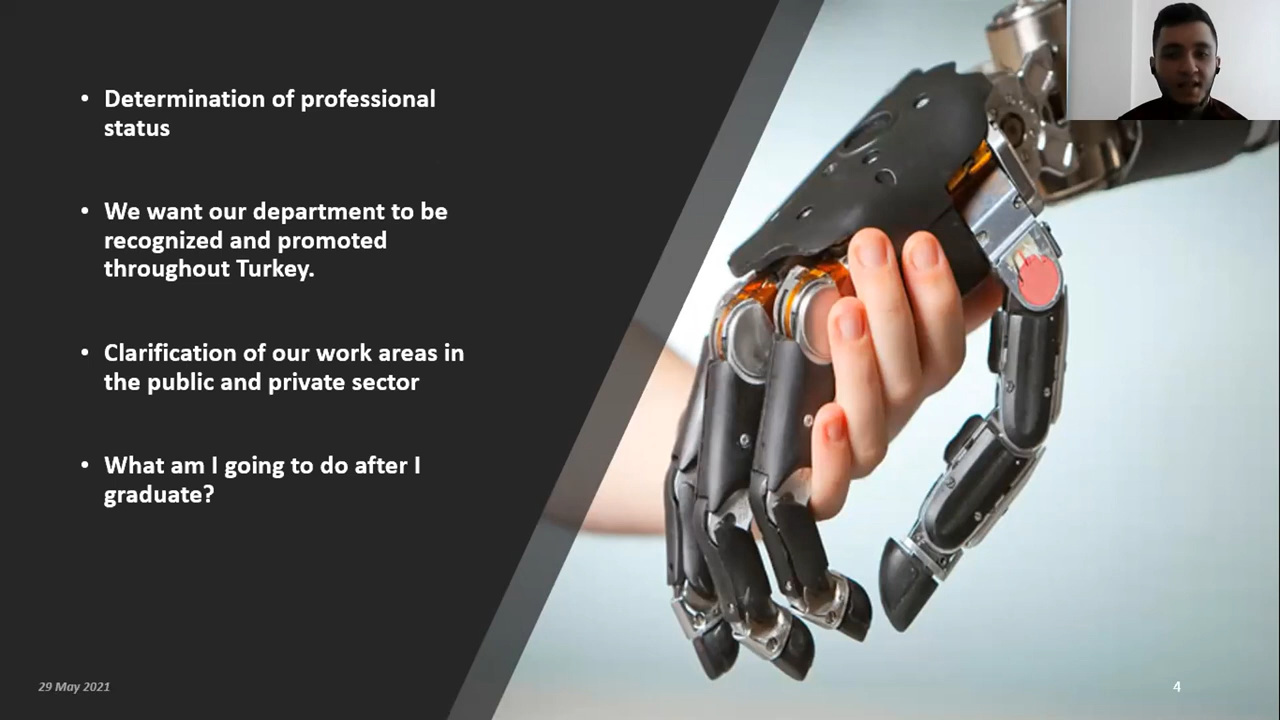 • Determination of professional
status
• We want our department to be
recognized and promoted
throughout Turkey.
• Clarification of our work areas in
the public and private sector
• What am I going to do after I
graduate?
29 May 2021
4